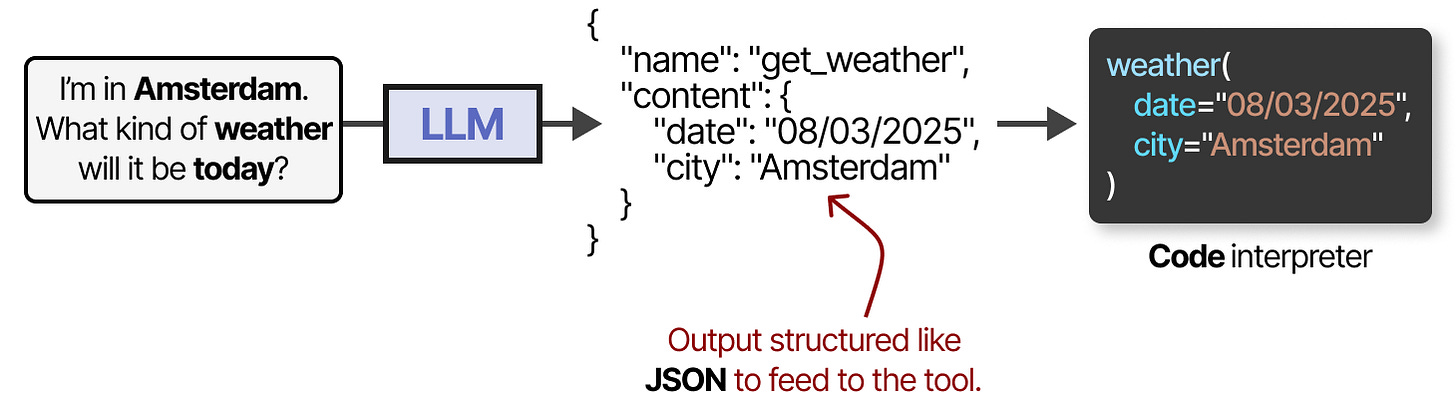 I'm in Amsterdam.
What kind of weather
will it be today?
LLM
{
"name": "get_weather",
"content": {
"date": "08/03/2025",
"city": "Amsterdam"
}
}
Output structured like
JSON to feed to the tool.
weather(
date="08/03/2025",
city="Amsterdam"
)
Code interpreter